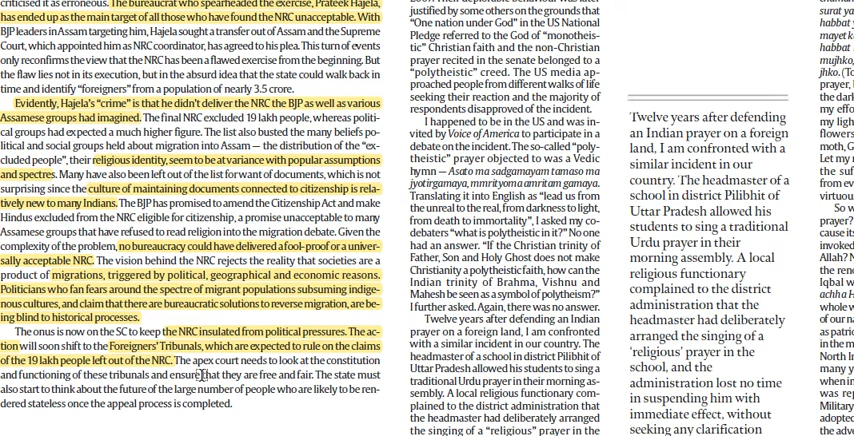 criticised it as erroneous. The bureaucrat who spearheaded the exercise, Prateek Hajela,
has ended up as the main target of all those who have found the NRC unacceptable. With
BJP leaders in Assam targeting him, Hajela sought a transfer out of Assam and the Supreme
Court, which appointed him as NRC coordinator, has agreed to his plea. This turn of events
only reconfirms the view that the NRC has been a flawed exercise from the beginning. But
the flaw lies not in its execution, but in the absurd idea that the state could walk back in
time and identify “foreigners” from a population of nearly 3.5 crore.
Evidently, Hajela’s “crime” is that he didn’t deliver the NRC the BJP as well as various
Assamese groups had imagined. The final NRC excluded 19 lakh people, whereas politi-
cal groups had expected a much higher figure. The list also busted the many beliefs po-
litical and social groups held about migration into Assam — the distribution of the “ex-
cluded people”, their religious identity, seem to be at variance with popular assumptions
and spectres. Many have also been left out of the list for want of documents, which is not
surprising since the culture of maintaining documents connected to citizenship is rela-
tively new to many Indians. The BJP has promised to amend the Citizenship Act and make
Hindus excluded from the NRC eligible for citizenship, a promise unacceptable to many
Assamese groups that have refused to read religion into the migration debate. Given the
complexity of the problem, no bureaucracy could have delivered a fool-proof or a univer-
sally acceptable NRC. The vision behind the NRC rejects the reality that societies are a
product of migrations, triggered by political, geographical and economic reasons.
Politicians who fan fears around the spectre of migrant populations subsuming indige-
nous cultures, and claim that there are bureaucratic solutions to reverse migration, are be-
ing blind to historical processes.
The onus is now on the SC to keep the NRC insulated from political pressures. The ac-
tion will soon shift to the Foreigners’ Tribunals, which are expected to rule on the claims
of the 19 lakh people left out of the NRC. The apex court needs to look at the constitution
and functioning of these tribunals and ensure that they are free and fair. The state must
also start to think about the future of the large number of people who are likely to be ren-
dered stateless once the appeal process is completed.
justified by some others on the grounds that
“One nation under God” in the US National
Pledge referred to the God of “monotheis-
tic” Christian faith and the non-Christian
prayer recited in the senate belonged to a
“polytheistic” creed. The US media ap-
proached people from different walks of life
seeking their reaction and the majority of
respondents disapproved of the incident.
I happened to be in the US and was in-
vited by Voice of America to participate in a
debate on the incident. The so-called “poly-
theistic” prayer objected to was a Vedic
hymn — Asato ma sadgamayam tamaso ma
jyotirgamaya, mmrityoma amritam gamaya.
Translating it into English as “lead us from
the unreal to the real, from darkness to light,
from death to immortality”, I asked my co-
debaters “what is polytheistic in it?” No one
had an answer. “If the Christian trinity of
Father, Son and Holy Ghost does not make
Christianity a polytheistic faith, how can the
Indian trinity of Brahma, Vishnu and
Mahesh be seen as a symbol of polytheism?”
I further asked. Again, there was no answer.
Twelve years after defending an Indian
prayer on a foreign land, I am confronted
with a similar incident in our country. The
headmaster of a school in district Pilibhit of
Uttar Pradesh allowed his students to sing a
traditional Urdu prayer in their morning as-
sembly. A local religious functionary com-
plained to the district administration that
the headmaster had deliberately arranged
the singing of a “religious” prayer in the
Twelve years after defending
an Indian prayer on a foreign
land, I am confronted with a
similar incident in our
country. The headmaster of a
school in district Pilibhit of
Uttar Pradesh allowed his
students to sing a traditional
Urdu prayer in their
morning assembly. A local
religious functionary
complained to the district
administration that the
headmaster had deliberately
arranged the singing of a
‘religious’ prayer in the
school, and the
administration lost no time
in suspending him with
immediate effect, without
seeking any clarification